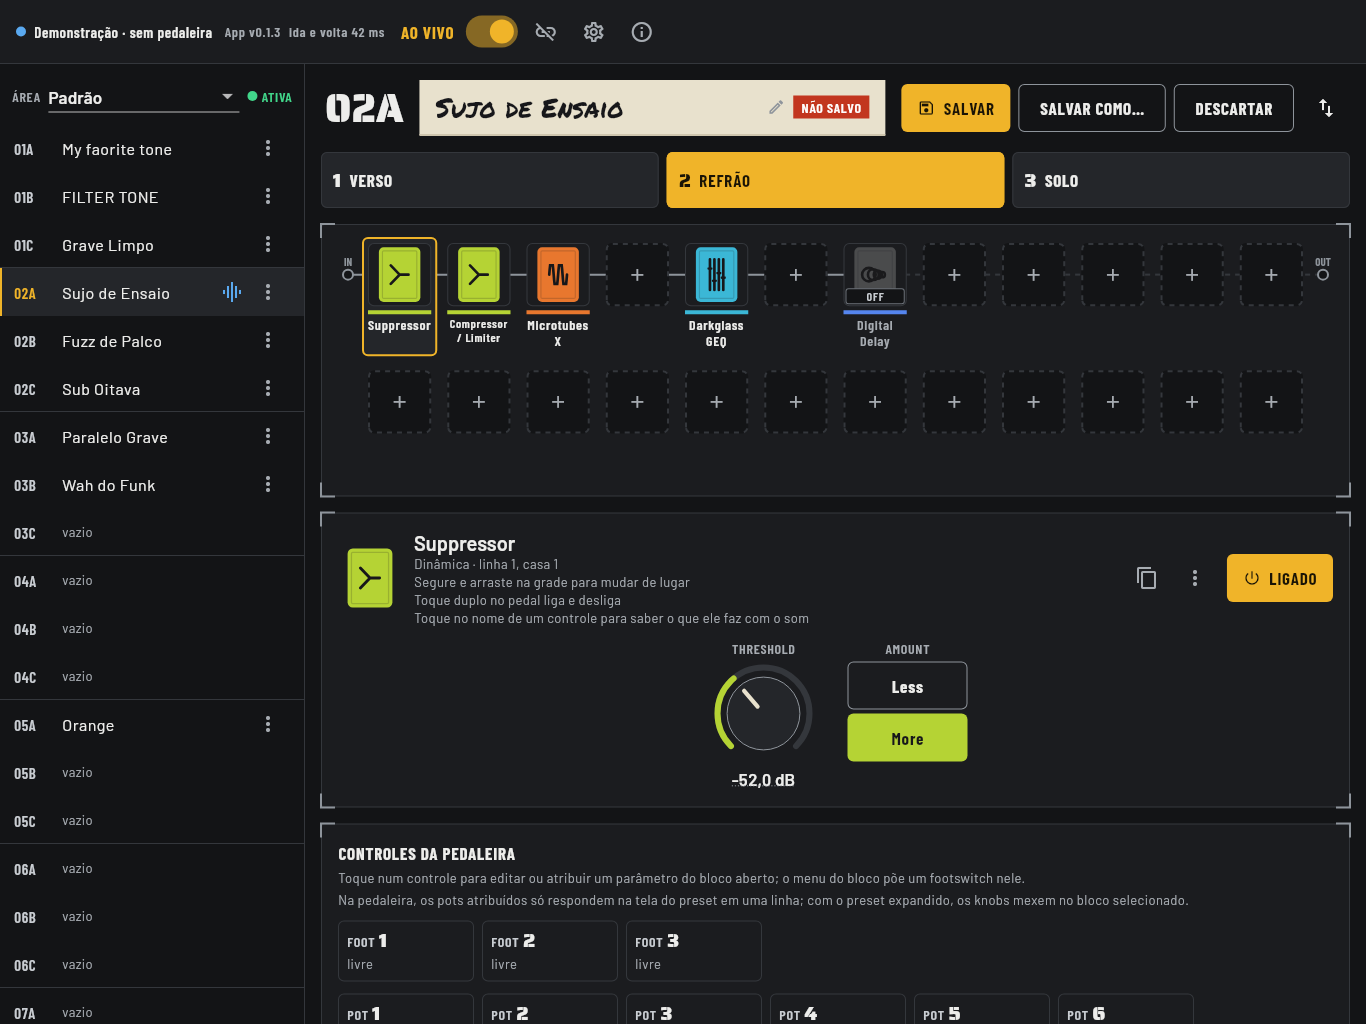 Demonstração · sem pedaleira App v0.1.3 Ida e volta 42 ms AO VIVO
ÁREA Padrão ATIVA
01A My faorite tone
01B FILTER TONE
01C Grave Limpo
02A Sujo de Ensaio
02B Fuzz de Palco
02C Sub Oitava
03A Paralelo Grave
03B Wah do Funk
03C vazio
04A vazio
04B vazio
04C vazio
05A Orange
05B vazio
05C vazio
06A vazio
06B vazio
06C vazio
07A vazio
02A Sujo de Ensaio NÃO SALVO SALVAR SALVAR COMO... DESCARTAR
1 VERSO 2 REFRÃO 3 SOLO
IN OUT
OFF
Suppressor
Compressor
/ Limiter
Microtubes
X
Darkglass
GEQ
Digital
Delay
Suppressor
Dinâmica · linha 1, casa 1
Segure e arraste na grade para mudar de lugar
Toque duplo no pedal liga e desliga
Toque no nome de um controle para saber o que ele faz com o som
LIGADO
THRESHOLD AMOUNT
Less
More
-52,0 dB
CONTROLES DA PEDALEIRA
Toque num controle para editar ou atribuir um parâmetro do bloco aberto; o menu do bloco põe um footswitch nele.
Na pedaleira, os pots atribuídos só respondem na tela do preset em uma linha; com o preset expandido, os knobs mexem no bloco selecionado.
FOOT 1 FOOT 2 FOOT 3
livre livre livre
POT 1 POT 2 POT 3 POT 4 POT 5 POT 6